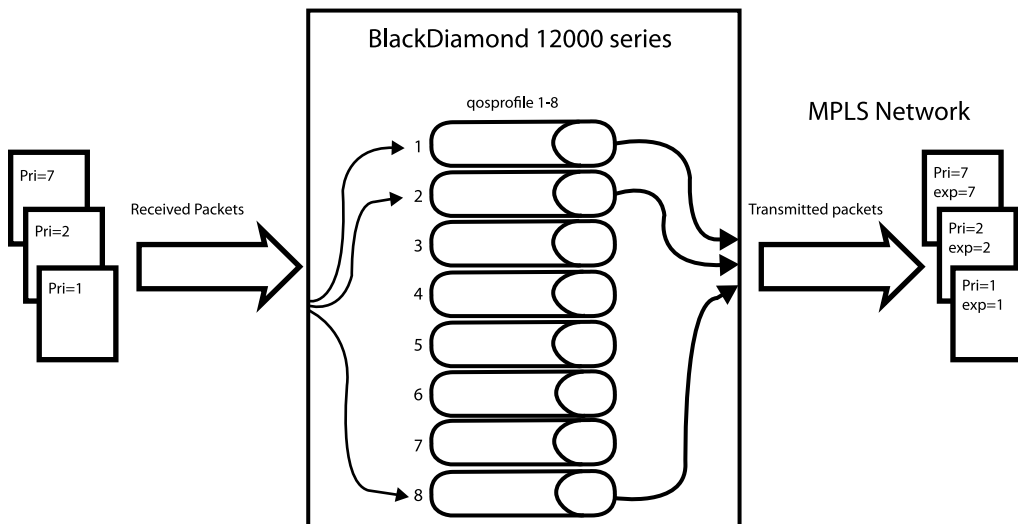 BlackDiamond 12000 series
qosprofile 1-8
MPLS Network
Pri=7
Pri=2
Pri=1
Received Packets
1
2
3
4
5
6
7
8
Transmitted packets
Pri=7
exp=7
Pri=2
exp=2
Pri=1
exp=1